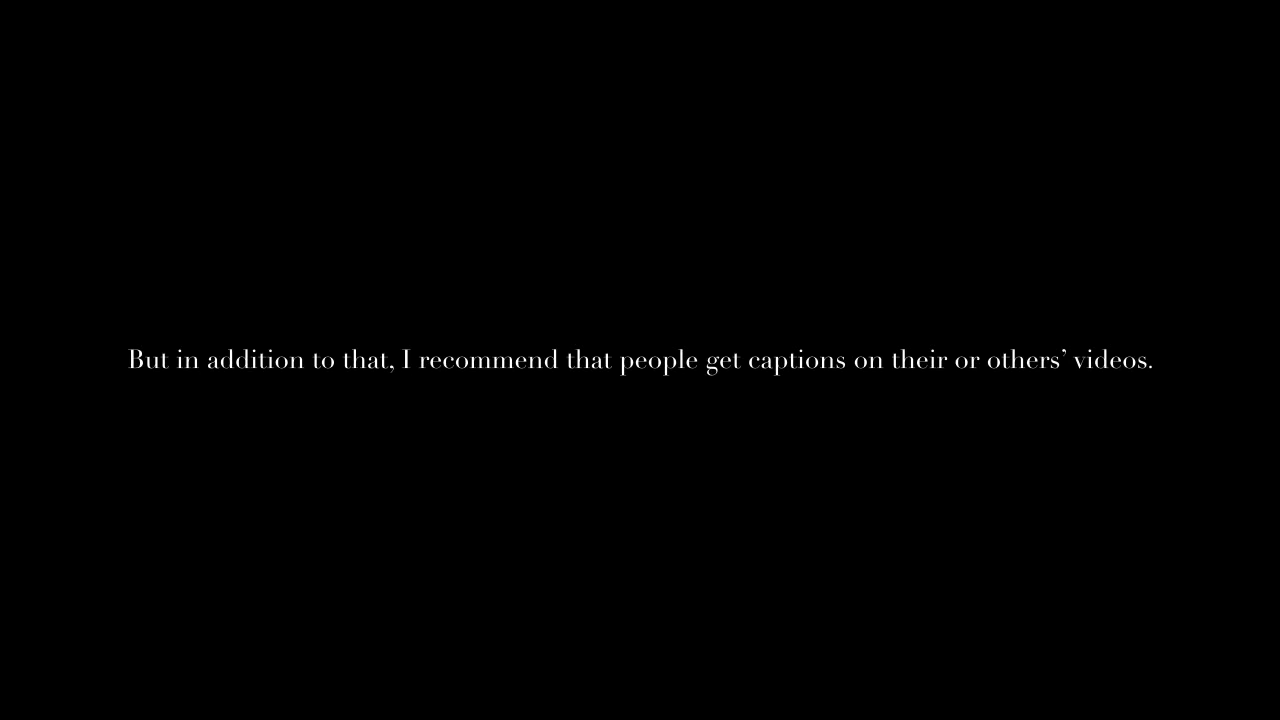 But in addition to that, I recommend that people get captions on their or others’ videos.